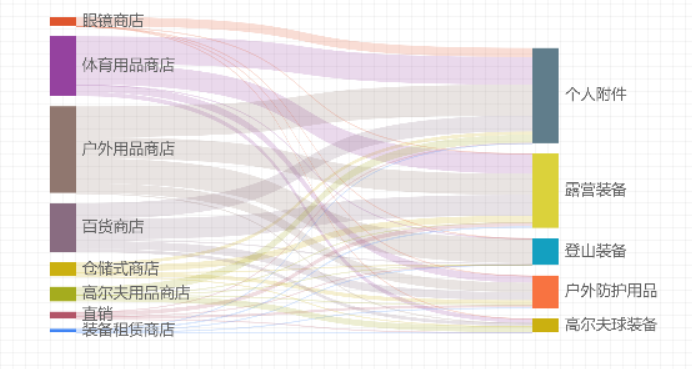 眼镜商店
体育用品商店
户外用品商店
百货商店
仓储式商店
高尔夫用品商店
直销
装备租赁商店
个人附件
露营装备
登山装备
户外防护用品
高尔夫球装备